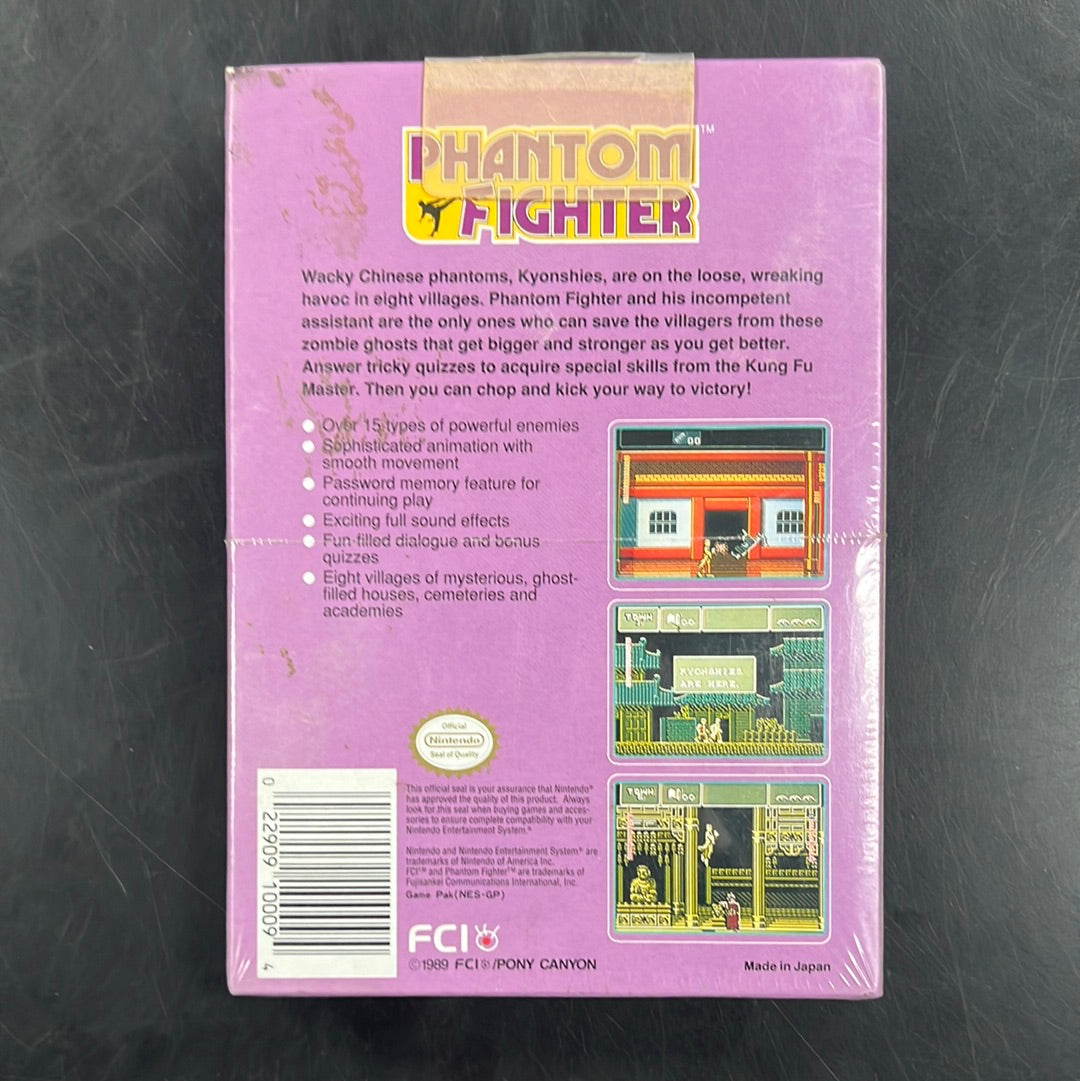 PHANTOM™
FIGHTER
Wacky Chinese phantoms, Kyonshies, are on the loose, wreaking
havoc in eight villages. Phantom Fighter and his incompetent
assistant are the only ones who can save the villagers from these
zombie ghosts that get bigger and stronger as you get better.
Answer tricky quizzes to acquire special skills from the Kung Fu
Master. Then you can chop and kick your way to victory!
Over 15 types of powerful enemies
Sophisticated animation with
smooth movement
Password memory feature for
continuing play
Exciting full sound effects
Fun-filled dialogue and bonus
quizzes
Eight villages of mysterious, ghost-
filled houses, cemeteries and
academies
00
TOWN
00
KYONSHIES
ARE HERE.
TOWN
00
Official
Nintendo
Seal of Quality
This official seal is your assurance that Nintendo®
has approved the quality of this product. Always
look for this seal when buying games and acces-
sories to ensure complete compatibility with your
Nintendo Entertainment System.®
Nintendo and Nintendo Entertainment System® are
trademarks of Nintendo of America Inc.
FCI™ and Phantom Fighter™ are trademarks of
Fujisankei Communications International, Inc.
Game Pak(NES-GP)
0 22909 10009 4
FCI
©1989 FCI/PONY CANYON
Made in Japan